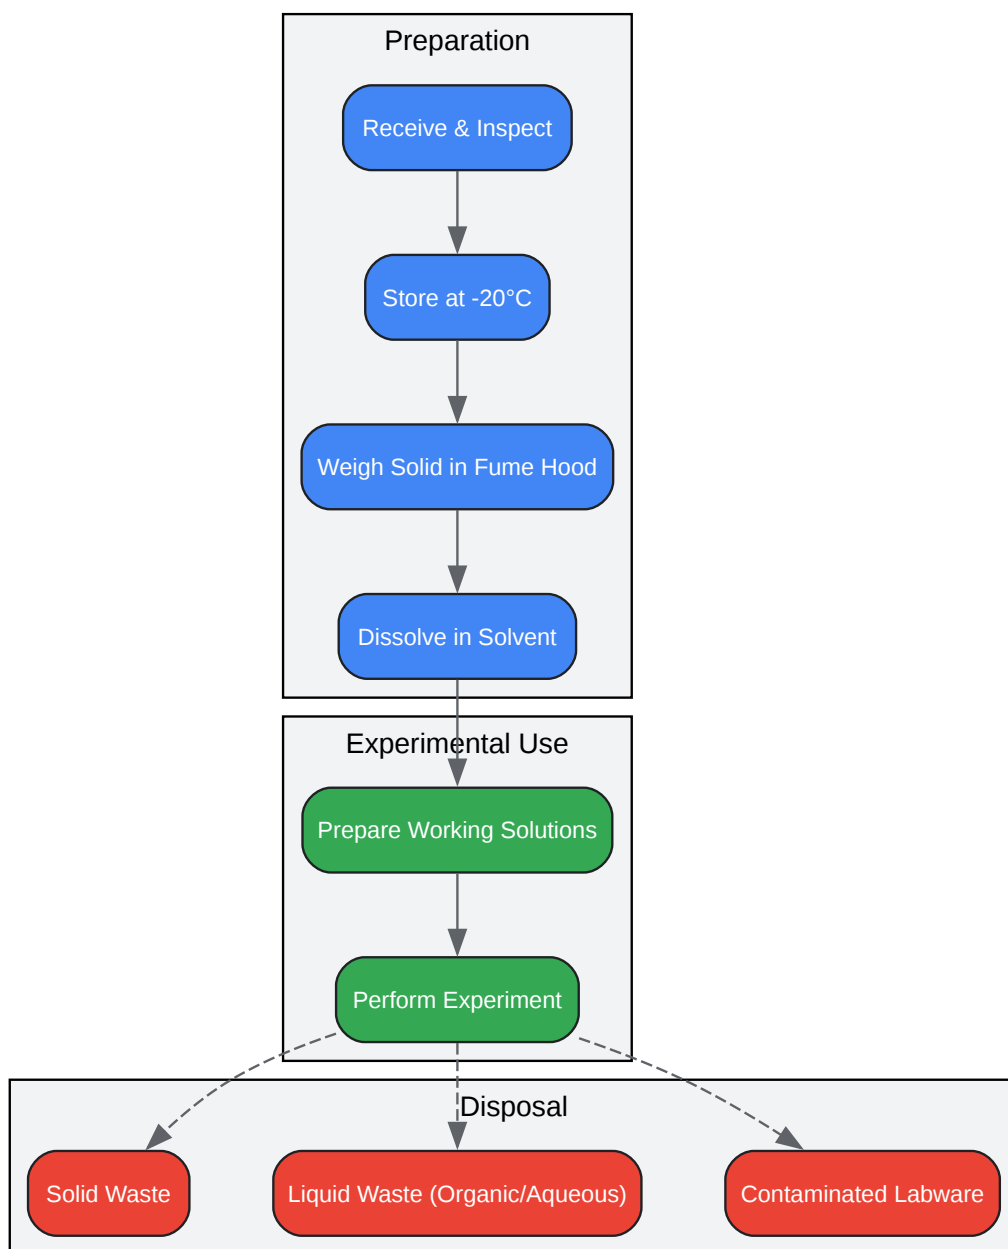 Preparation
Receive & Inspect
Store at -20°C
Weigh Solid in Fume Hood
Dissolve in Solvent
Experimental Use
Prepare Working Solutions
Perform Experiment
Disposal
Solid Waste
Liquid Waste (Organic/Aqueous)
Contaminated Labware